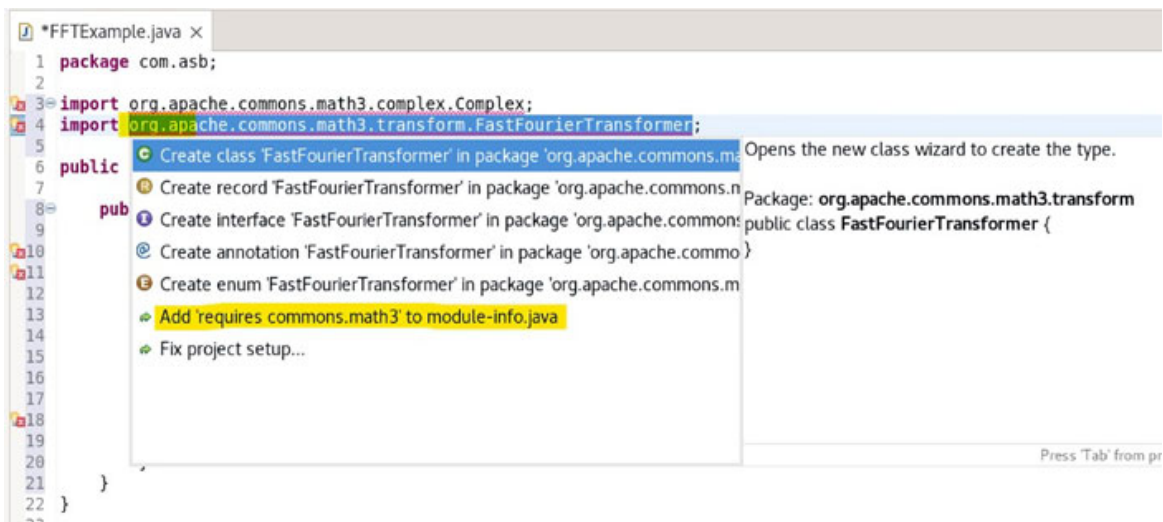 *FFTExample.java ×
1 package com.asb;
2
3 import org.apache.commons.math3.complex.Complex;
4 import org.apache.commons.math3.transform.FastFourierTransformer;
5
6 public
7
8 pub
9
10
11
12
13
14
15
16
17
18
19
20
21 }
22 }
Create class 'FastFourierTransformer' in package 'org.apache.commons.ma
Create record 'FastFourierTransformer' in package 'org.apache.commons.n
Create interface 'FastFourierTransformer' in package 'org.apache.commons
Create annotation 'FastFourierTransformer' in package 'org.apache.commo
Create enum 'FastFourierTransformer' in package 'org.apache.commons.m
Add 'requires commons.math3' to module-info.java
Fix project setup...
Opens the new class wizard to create the type.
Package: org.apache.commons.math3.transform
public class FastFourierTransformer {
}
Press 'Tab' from pr